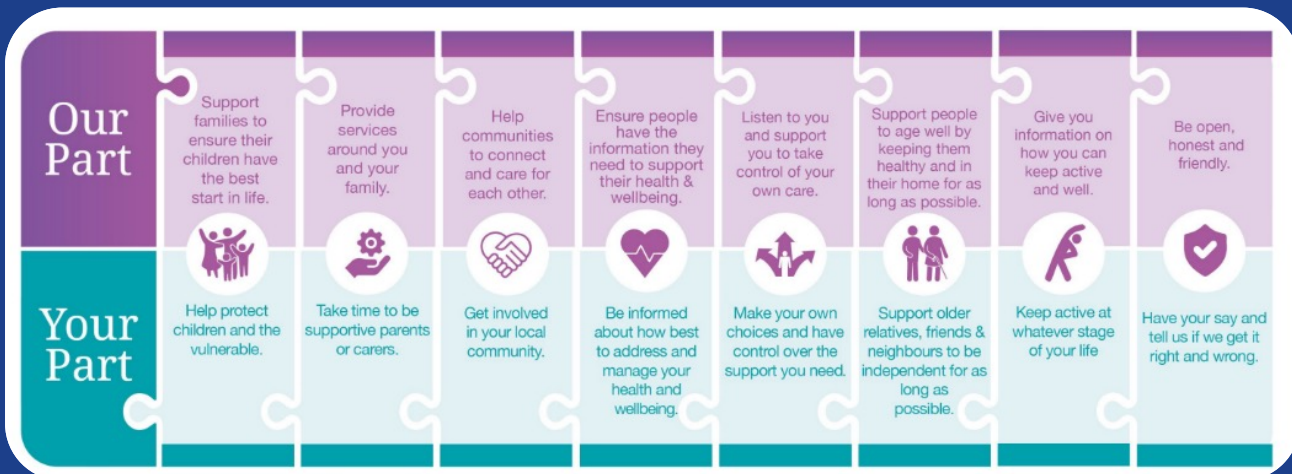 Our
Part
Support
families to
ensure their
children have
the best
start in life.
Provide
services
around you
and your
family.
Help
communities
to connect
and care for
each other.
Ensure people
have the
information they
need to support
their health &
wellbeing.
Listen to you
and support
you to take
control of your
own care.
Support people
to age well by
keeping them
healthy and in
their home for as
long as possible.
Give you
information on
how you can
keep active
and well.
Be open,
honest and
friendly.
Your
Part
Help protect
children and the
vulnerable.
Take time to be
supportive parents
or carers.
Get involved
in your local
community.
Be informed
about how best
to address and
manage your
health and
wellbeing.
Make your own
choices and have
control over the
support you need.
Support older
relatives, friends &
neighbours to be
independent for as
long as
possible.
Keep active at
whatever stage
of your life
Have your say and
tell us if we get it
right and wrong.